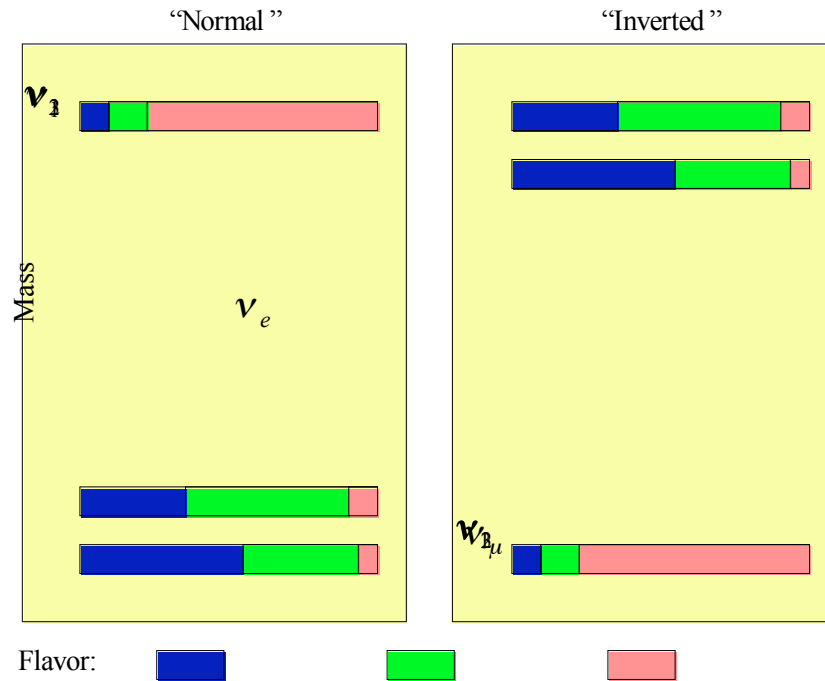 “Normal” “Inverted”
Mass
ν e
Flavor: